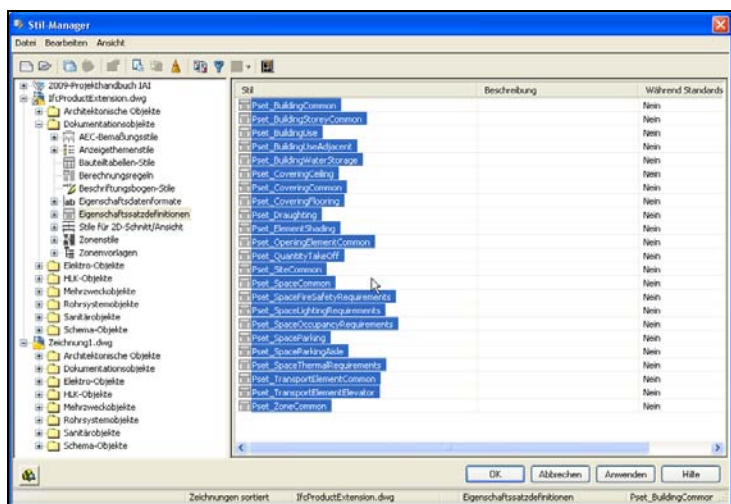 Stil-Manager
Datei Bearbeiten Ansicht
2009-Projekthandbuch IAI
IfcProductExtension.dwg
Architektonische Objekte
Dokumentationsobjekte
AEC-Bemaßungsstile
Anzeigethemenstile
Bauteiltabellen-Stile
Berechnungsregeln
Beschriftungsbogen-Stile
Eigenschaftsdatenformate
Eigenschaftssatzdefinitionen
Stile für 2D-Schnitt/Ansicht
Zonenstile
Zonenvorlagen
Elektro-Objekte
HLK-Objekte
Mehrzweckobjekte
Rohrsystemobjekte
Sanitärobjekte
Schema-Objekte
Zeichnung1.dwg
Architektonische Objekte
Dokumentationsobjekte
Elektro-Objekte
HLK-Objekte
Mehrzweckobjekte
Rohrsystemobjekte
Sanitärobjekte
Schema-Objekte
Stil Beschreibung Während Standards
Pset_BuildingCommon Nein
Pset_BuildingStoreyCommon Nein
Pset_BuildingUse Nein
Pset_BuildingUseAdjacent Nein
Pset_BuildingWaterStorage Nein
Pset_CoveringCeiling Nein
Pset_CoveringCommon Nein
Pset_CoveringFlooring Nein
Pset_Draughting Nein
Pset_ElementShading Nein
Pset_OpeningElementCommon Nein
Pset_QuantityTakeOff Nein
Pset_SiteCommon Nein
Pset_SpaceCommon Nein
Pset_SpaceFireSafetyRequirements Nein
Pset_SpaceLightingRequirements Nein
Pset_SpaceOccupancyRequirements Nein
Pset_SpaceParking Nein
Pset_SpaceParkingAisle Nein
Pset_SpaceThermalRequirements Nein
Pset_TransportElementCommon Nein
Pset_TransportElementElevator Nein
Pset_ZoneCommon Nein
OK Abbrechen Anwenden Hilfe
Zeichnungen sortiert IfcProductExtension.dwg Eigenschaftssatzdefinitionen Pset_BuildingCommor